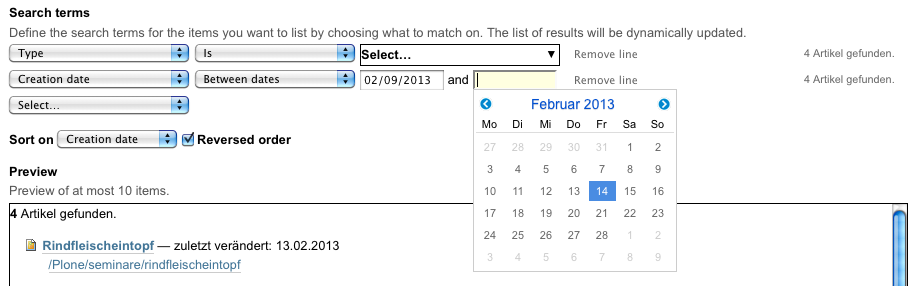 Search terms
Define the search terms for the items you want to list by choosing what to match on. The list of results will be dynamically updated.
Type Is Select... Remove line 4 Artikel gefunden.
Creation date Between dates 02/09/2013 and Remove line 4 Artikel gefunden.
Select...
Februar 2013
Mo Di Mi Do Fr Sa So
27 28 29 30 31 1 2
3 4 5 6 7 8 9
10 11 12 13 14 15 16
17 18 19 20 21 22 23
24 25 26 27 28 1 2
3 4 5 6 7 8 9
Sort on Creation date Reversed order
Preview
Preview of at most 10 items.
4 Artikel gefunden.
Rindfleischeintopf — zuletzt verändert: 13.02.2013
/Plone/seminare/rindfleischeintopf